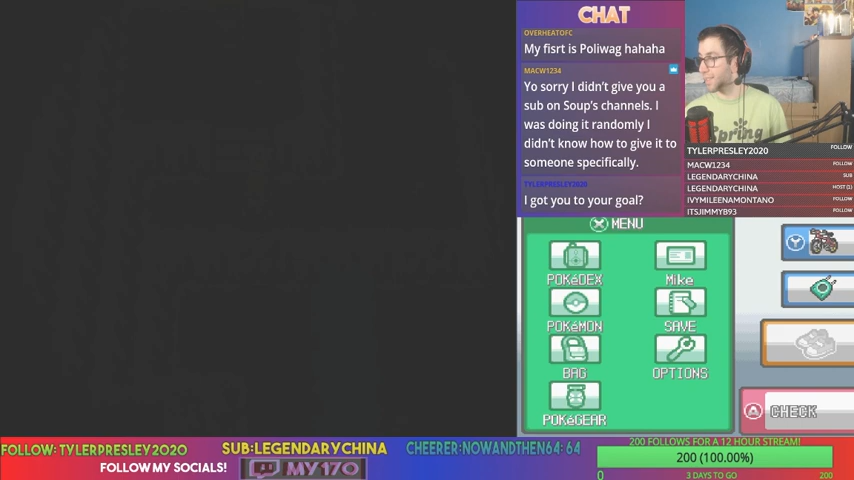 CHAT
OVERHEATOFC
My fisrt is Poliwag hahaha
MACW1234
Yo sorry I didn't give you a
sub on Soup's channels. I
was doing it randomly I
didn't know how to give it to
someone specifically.
TYLERPRESLEY2020
I got you to your goal?
Spring
TYLERPRESLEY2020 FOLLOW
MACW1234 FOLLOW
LEGENDARYCHINA SUB
LEGENDARYCHINA HOST (1)
IVYMILEENAMONTANO FOLLOW
ITSJIMMYB93 FOLLOW
X MENU
POKéDEX Mike
POKéMON SAVE
BAG OPTIONS
POKéGEAR
Y
A CHECK
FOLLOW: TYLERPRESLEY2020 SUB:LEGENDARYCHINA CHEERER:NOWANDTHEN64: 64
FOLLOW MY SOCIALS! MY170
200 FOLLOWS FOR A 12 HOUR STREAM!
200 (100.00%)
0 3 DAYS TO GO 200